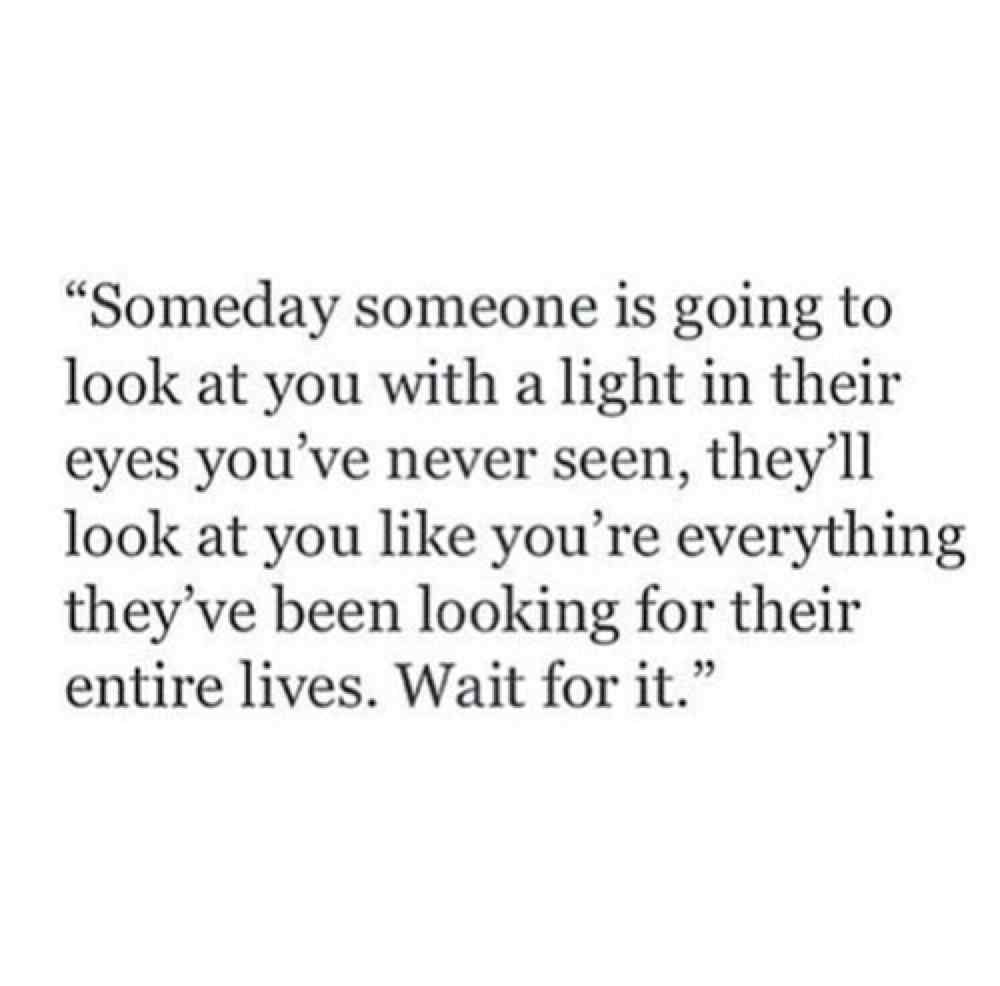 “Someday someone is going to
look at you with a light in their
eyes you’ve never seen, they’ll
look at you like you’re everything
they’ve been looking for their
entire lives. Wait for it.”